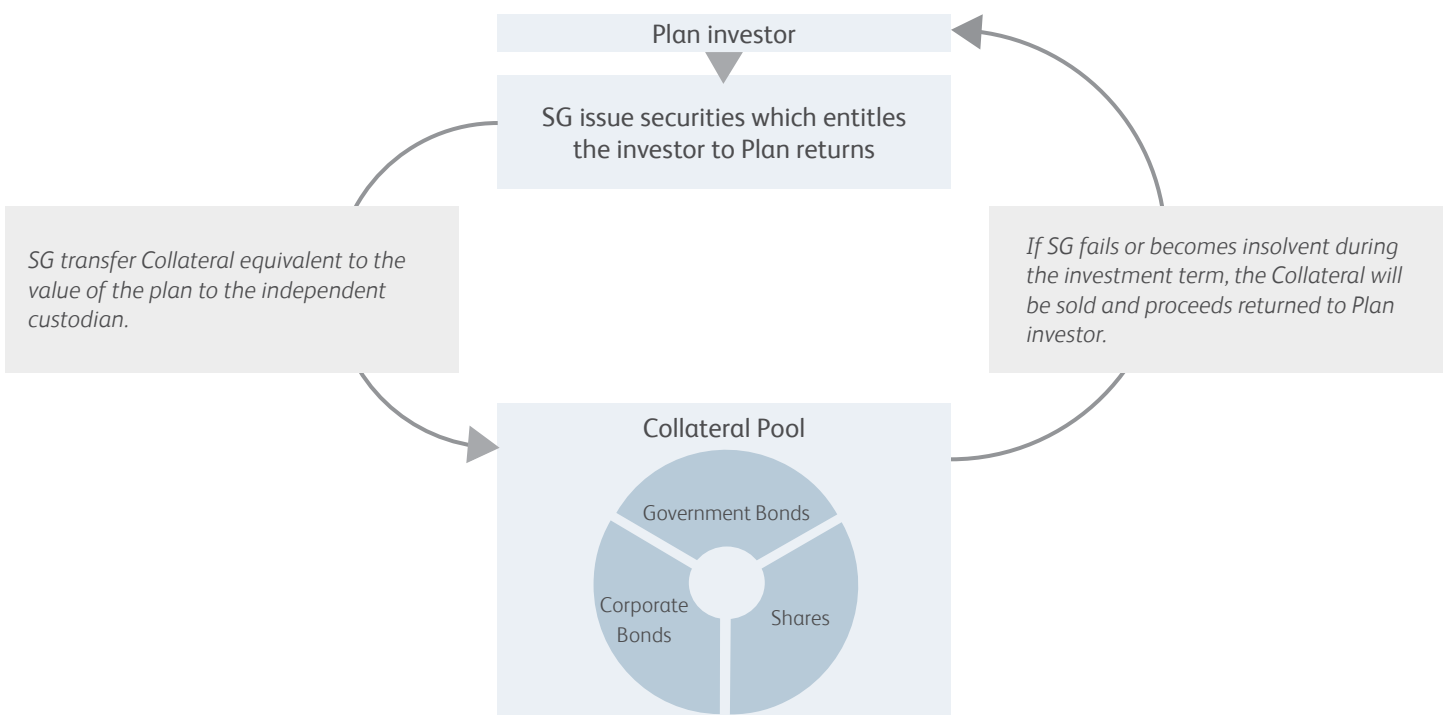 Plan investor
SG issue securities which entitles
the investor to Plan returns
SG transfer Collateral equivalent to the
value of the plan to the independent
custodian.
If SG fails or becomes insolvent during
the investment term, the Collateral will
be sold and proceeds returned to Plan
investor.
Collateral Pool
Government Bonds
Corporate
Bonds
Shares